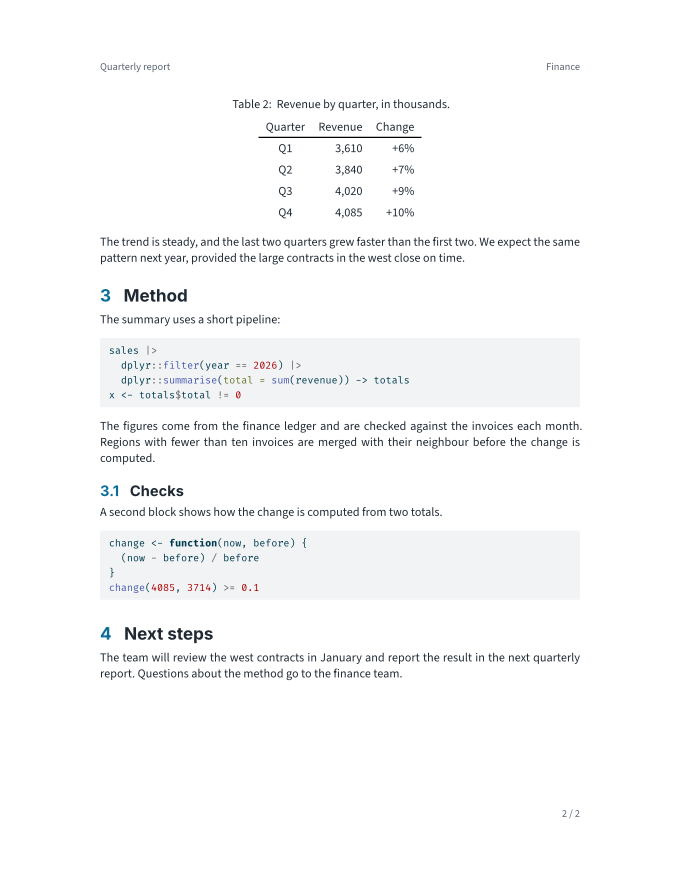 Quarterly report Finance
Table 2: Revenue by quarter, in thousands.
Quarter Revenue Change
Q1 3,610 +6%
Q2 3,840 +7%
Q3 4,020 +9%
Q4 4,085 +10%
The trend is steady, and the last two quarters grew faster than the first two. We expect the same
pattern next year, provided the large contracts in the west close on time.
3 Method
The summary uses a short pipeline:
sales |>
  dplyr::filter(year == 2026) |>
  dplyr::summarise(total = sum(revenue)) -> totals
x <- totals$total != 0
The figures come from the finance ledger and are checked against the invoices each month.
Regions with fewer than ten invoices are merged with their neighbour before the change is
computed.
3.1 Checks
A second block shows how the change is computed from two totals.
change <- function(now, before) {
  (now - before) / before
}
change(4085, 3714) >= 0.1
4 Next steps
The team will review the west contracts in January and report the result in the next quarterly
report. Questions about the method go to the finance team.
2 / 2